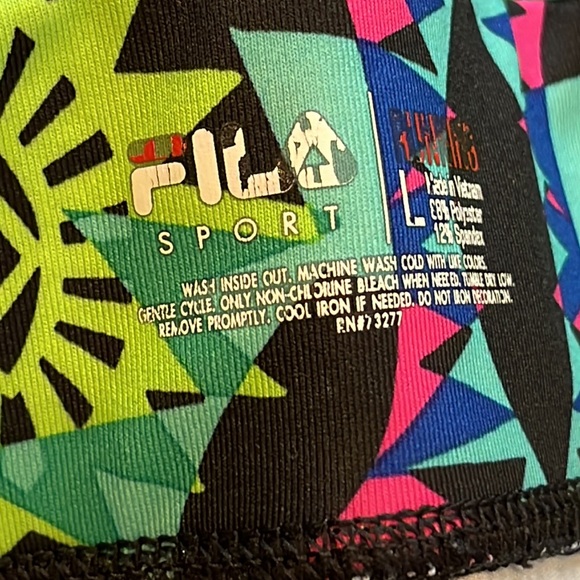 FILA
SPORT
RUNNING
L
Made in Vietnam
88% Polyester
12% Spandex
WASH INSIDE OUT. MACHINE WASH COLD WITH LIKE COLORS.
GENTLE CYCLE. ONLY NON-CHLORINE BLEACH WHEN NEEDED. TUMBLE DRY LOW.
REMOVE PROMPTLY. COOL IRON IF NEEDED. DO NOT IRON DECORATION.
RN#73277